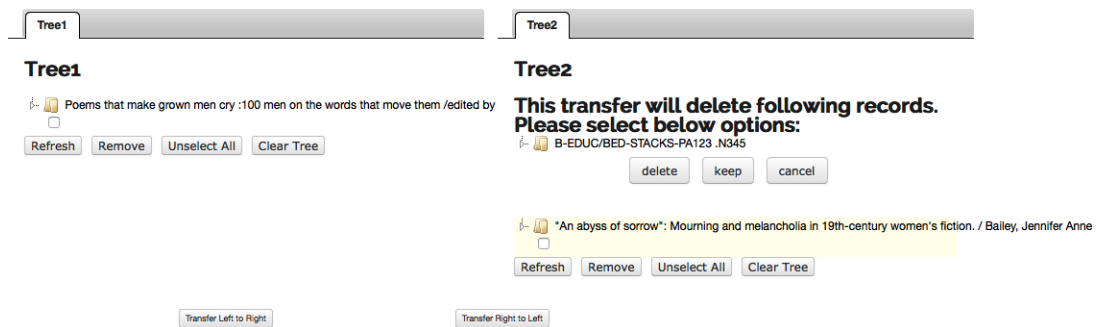 Tree1
Tree1
Poems that make grown men cry :100 men on the words that move them /edited by
Refresh Remove Unselect All Clear Tree
Tree2
Tree2
This transfer will delete following records.
Please select below options:
B-EDUC/BED-STACKS-PA123 .N345
delete keep cancel
"An abyss of sorrow": Mourning and melancholia in 19th-century women's fiction. / Bailey, Jennifer Anne
Refresh Remove Unselect All Clear Tree
Transfer Left to Right Transfer Right to Left